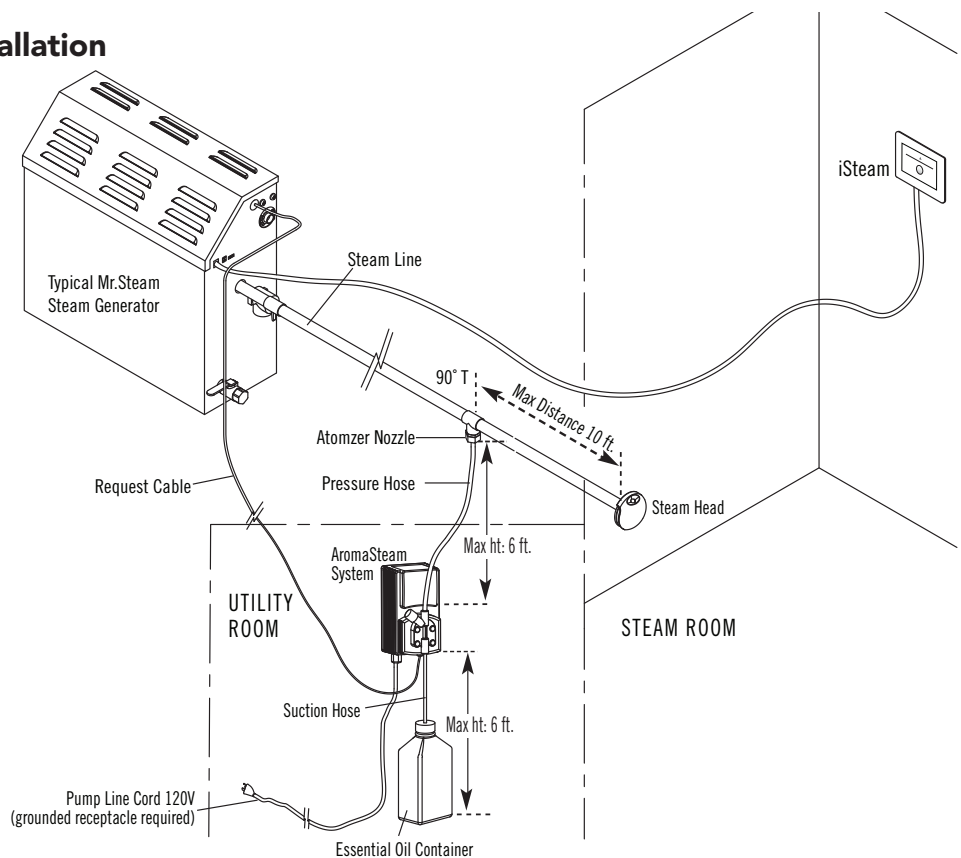 allation
iSteam
Steam Line
Typical Mr.Steam
Steam Generator
90° T
Max Distance 10 ft.
Atomzer Nozzle
Pressure Hose
Request Cable
Steam Head
Max ht: 6 ft.
AromaSteam
System
UTILITY
ROOM
STEAM ROOM
Suction Hose
Max ht: 6 ft.
Pump Line Cord 120V
(grounded receptacle required)
Essential Oil Container